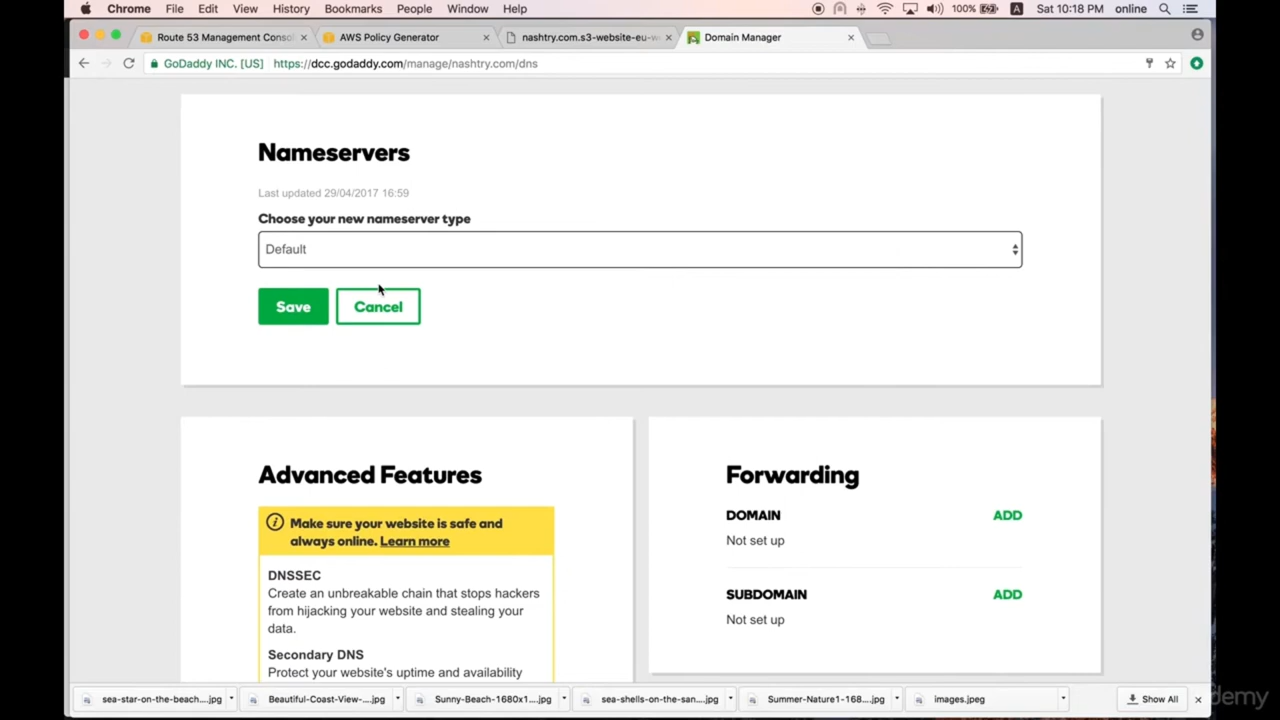 Chrome File Edit View History Bookmarks People Window Help 100% A Sat 10:18 PM online
Route 53 Management Consol
AWS Policy Generator
nashtry.com.s3-website-eu-w
Domain Manager
GoDaddy INC. [US] https://dcc.godaddy.com/manage/nashtry.com/dns
Nameservers
Last updated 29/04/2017 16:59
Choose your new nameserver type
Default
Save Cancel
Advanced Features
Make sure your website is safe and
always online. Learn more
DNSSEC
Create an unbreakable chain that stops hackers
from hijacking your website and stealing your
data.
Secondary DNS
Protect your website's uptime and availability
Forwarding
DOMAIN ADD
Not set up
SUBDOMAIN ADD
Not set up
sea-star-on-the-beach....jpg Beautiful-Coast-View-....jpg Sunny-Beach-1680x1....jpg sea-shells-on-the-san....jpg Summer-Nature1-168....jpg images.jpeg Show All
demy